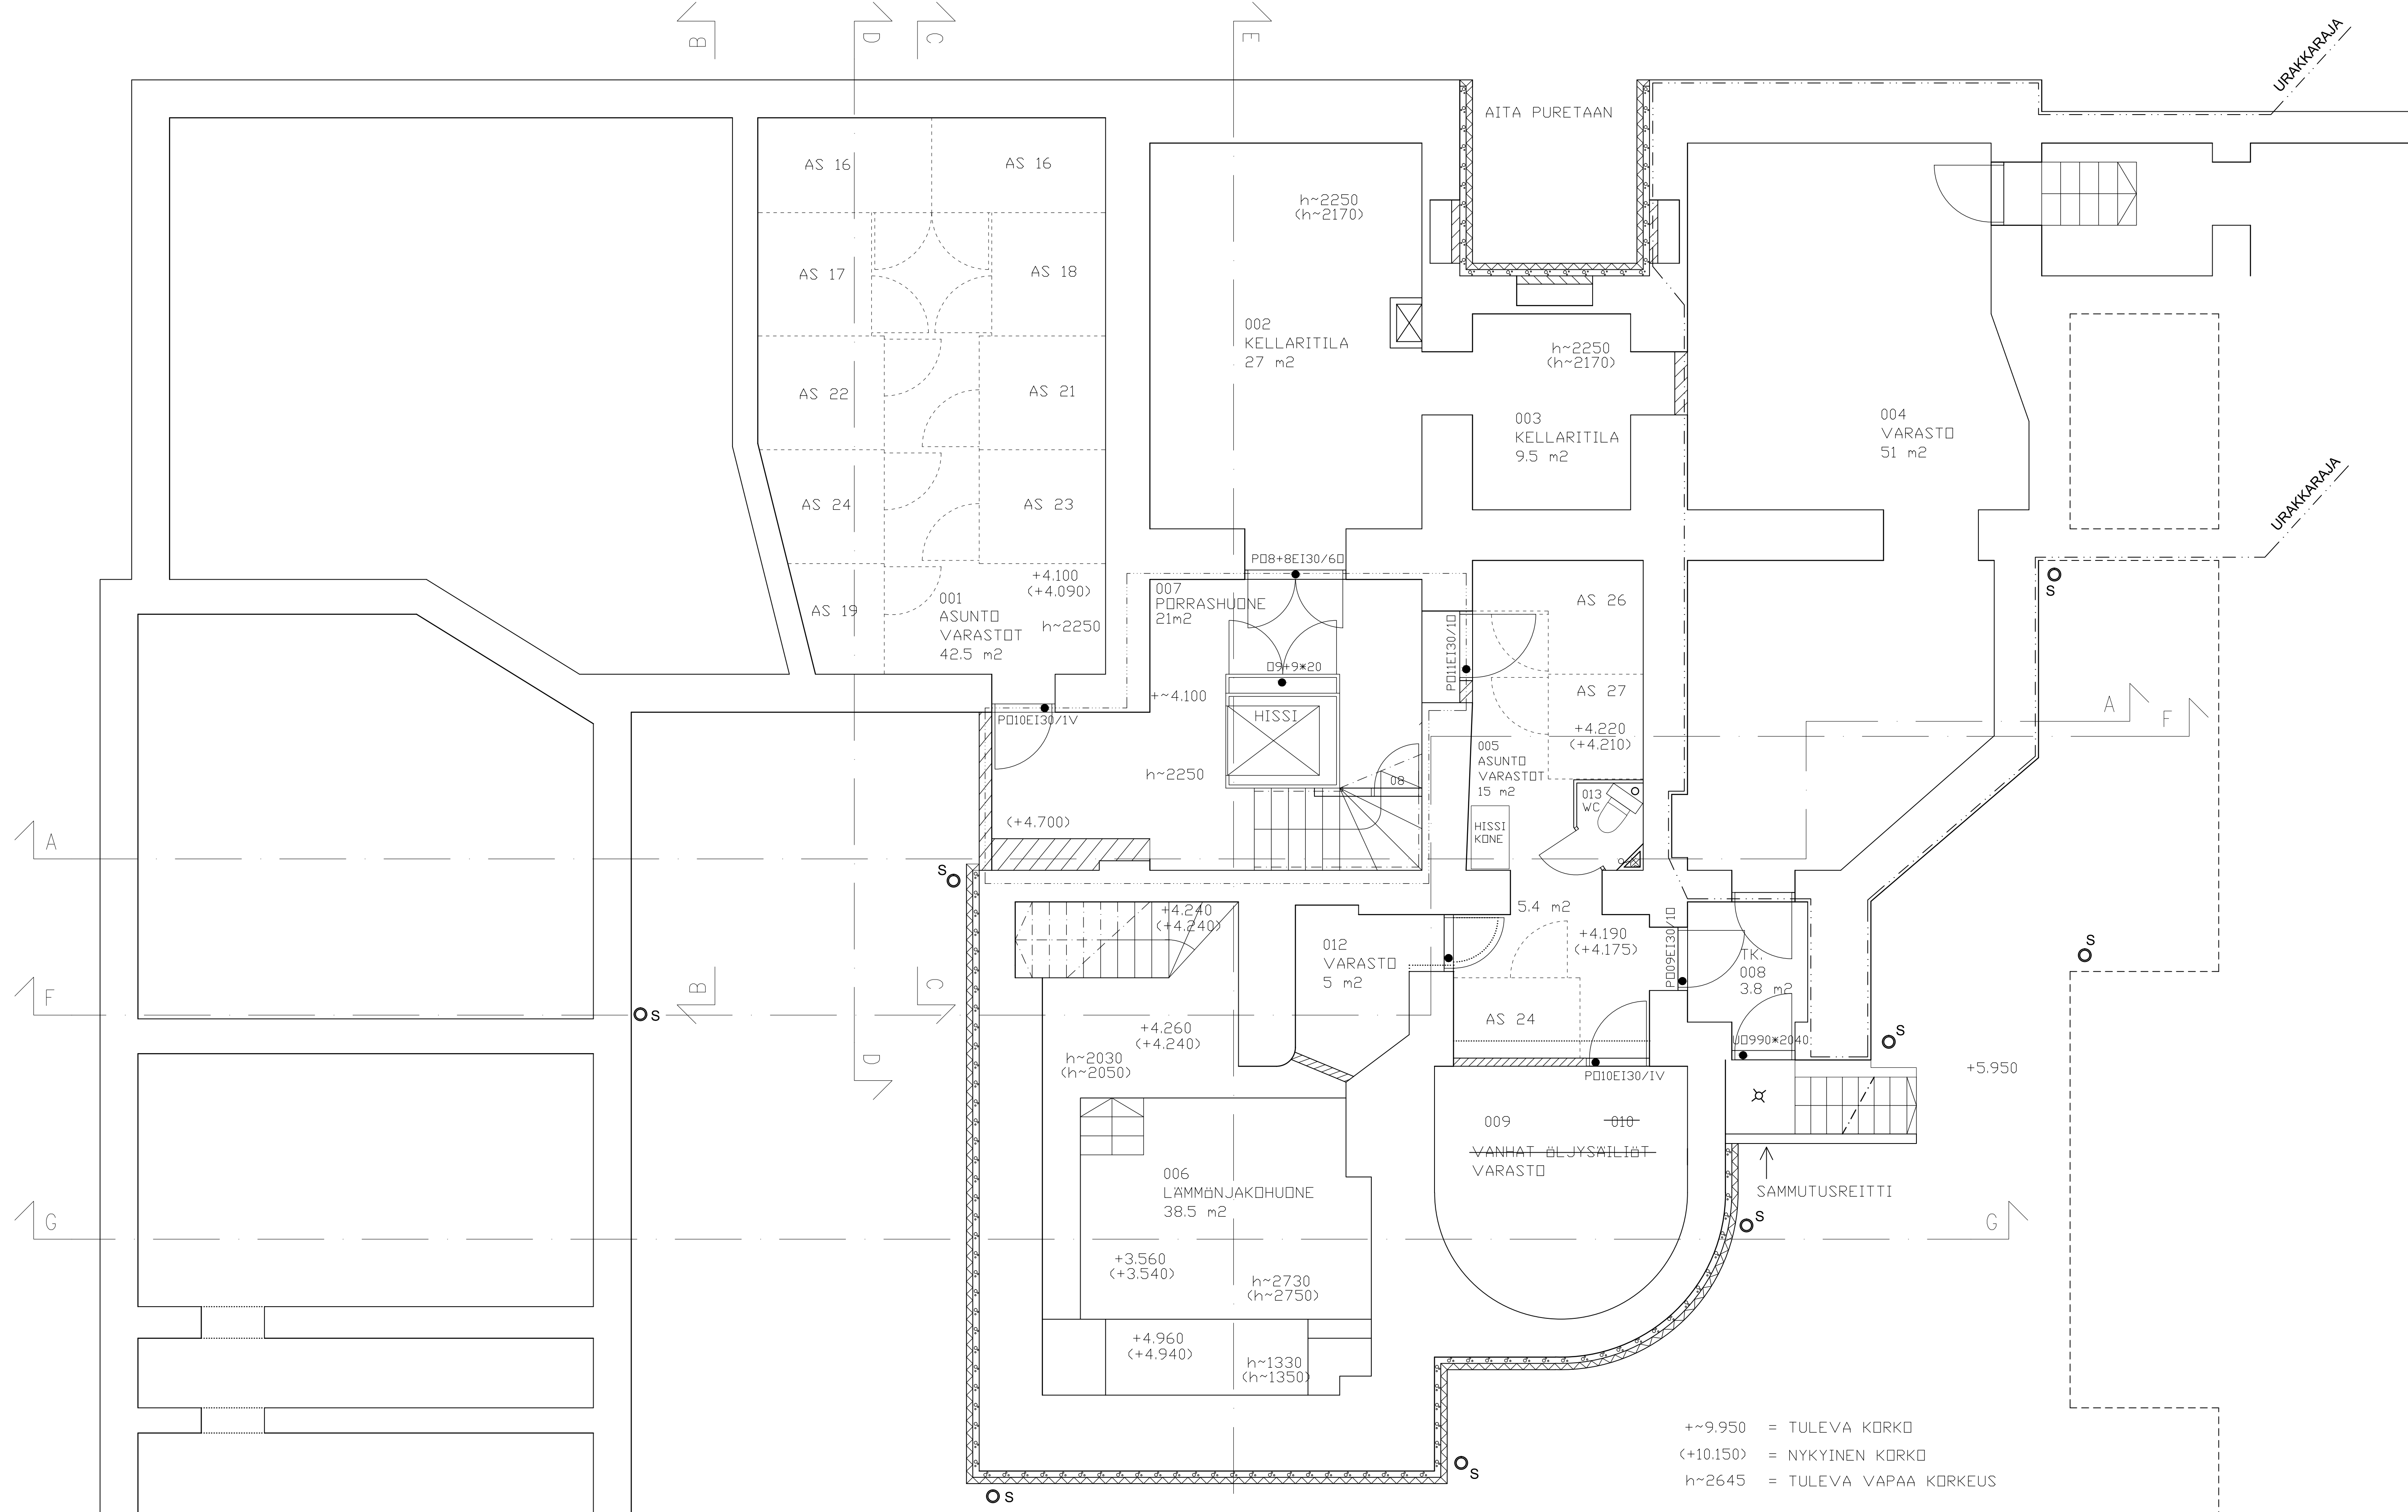 B
D
C
E
URAKKARAJA
AITA PURETAAN
AS 16
AS 16
AS 17
AS 18
AS 22
AS 21
AS 24
AS 23
AS 19
001
ASUNTO
VARASTOT
42.5 m2
+4.100
(+4.090)
h~2250
h~2250
(h~2170)
002
KELLARITILA
27 m2
h~2250
(h~2170)
003
KELLARITILA
9.5 m2
004
VARASTO
51 m2
URAKKARAJA
S
PO8+8EI30/60
007
PORRASHUONE
21m2
O9+9*20
+~4.100
HISSI
PO10EI30/IV
h~2250
(+4.700)
08
PO11EI30/10
AS 26
AS 27
+4.220
(+4.210)
005
ASUNTO
VARASTOT
15 m2
HISSI
KONE
013
WC
A
F
A
S
5.4 m2
+4.190
(+4.175)
PO09EI30/10
TK.
008
3.8 m2
UO990*2040
S
S
+5.950
+4.240
(+4.240)
012
VARASTO
5 m2
AS 24
PO10EI30/IV
F
S
B
C
D
+4.260
(+4.240)
h~2030
(h~2050)
009
010
VANHAT ÖLJYSÄILIÖT
VARASTO
SAMMUTUSREITTI
S
G
G
006
LÄMMÖNJAKOHUONE
38.5 m2
+3.560
(+3.540)
h~2730
(h~2750)
+4.960
(+4.940)
h~1330
(h~1350)
S
S
+~9.950 = TULEVA KORKO
(+10.150) = NYKYINEN KORKO
h~2645 = TULEVA VAPAA KORKEUS